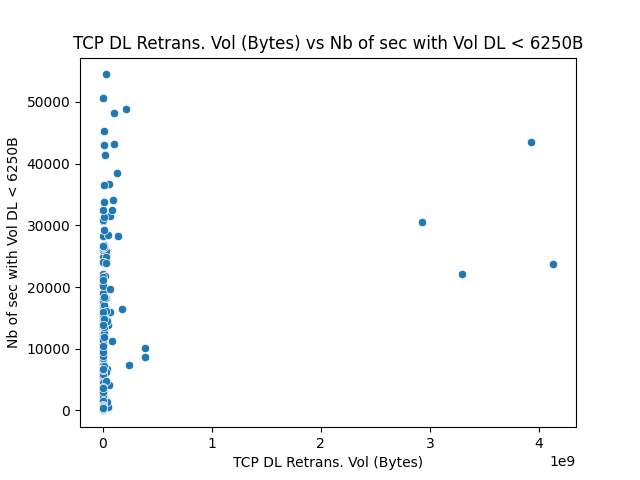 TCP DL Retrans. Vol (Bytes) vs Nb of sec with Vol DL < 6250B
Nb of sec with Vol DL < 6250B
50000
40000
30000
20000
10000
0
0 1 2 3 4
1e9
TCP DL Retrans. Vol (Bytes)